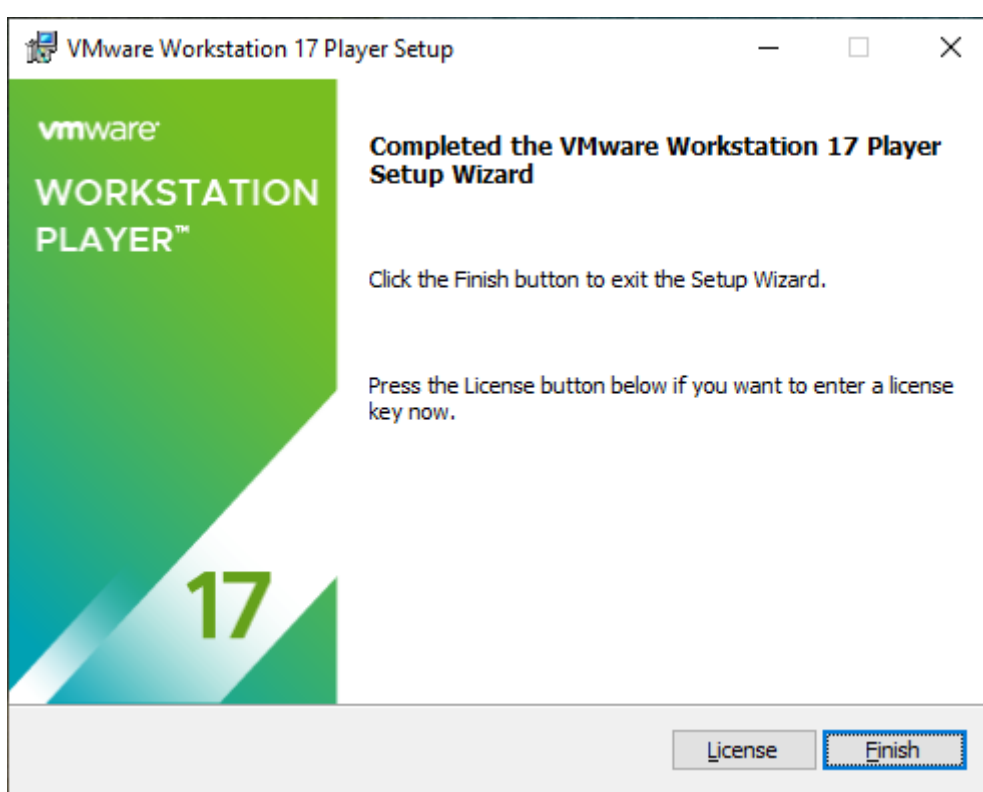 VMware Workstation 17 Player Setup
vmware
WORKSTATION
PLAYER™
Completed the VMware Workstation 17 Player
Setup Wizard
Click the Finish button to exit the Setup Wizard.
Press the License button below if you want to enter a license
key now.
17
License
Finish